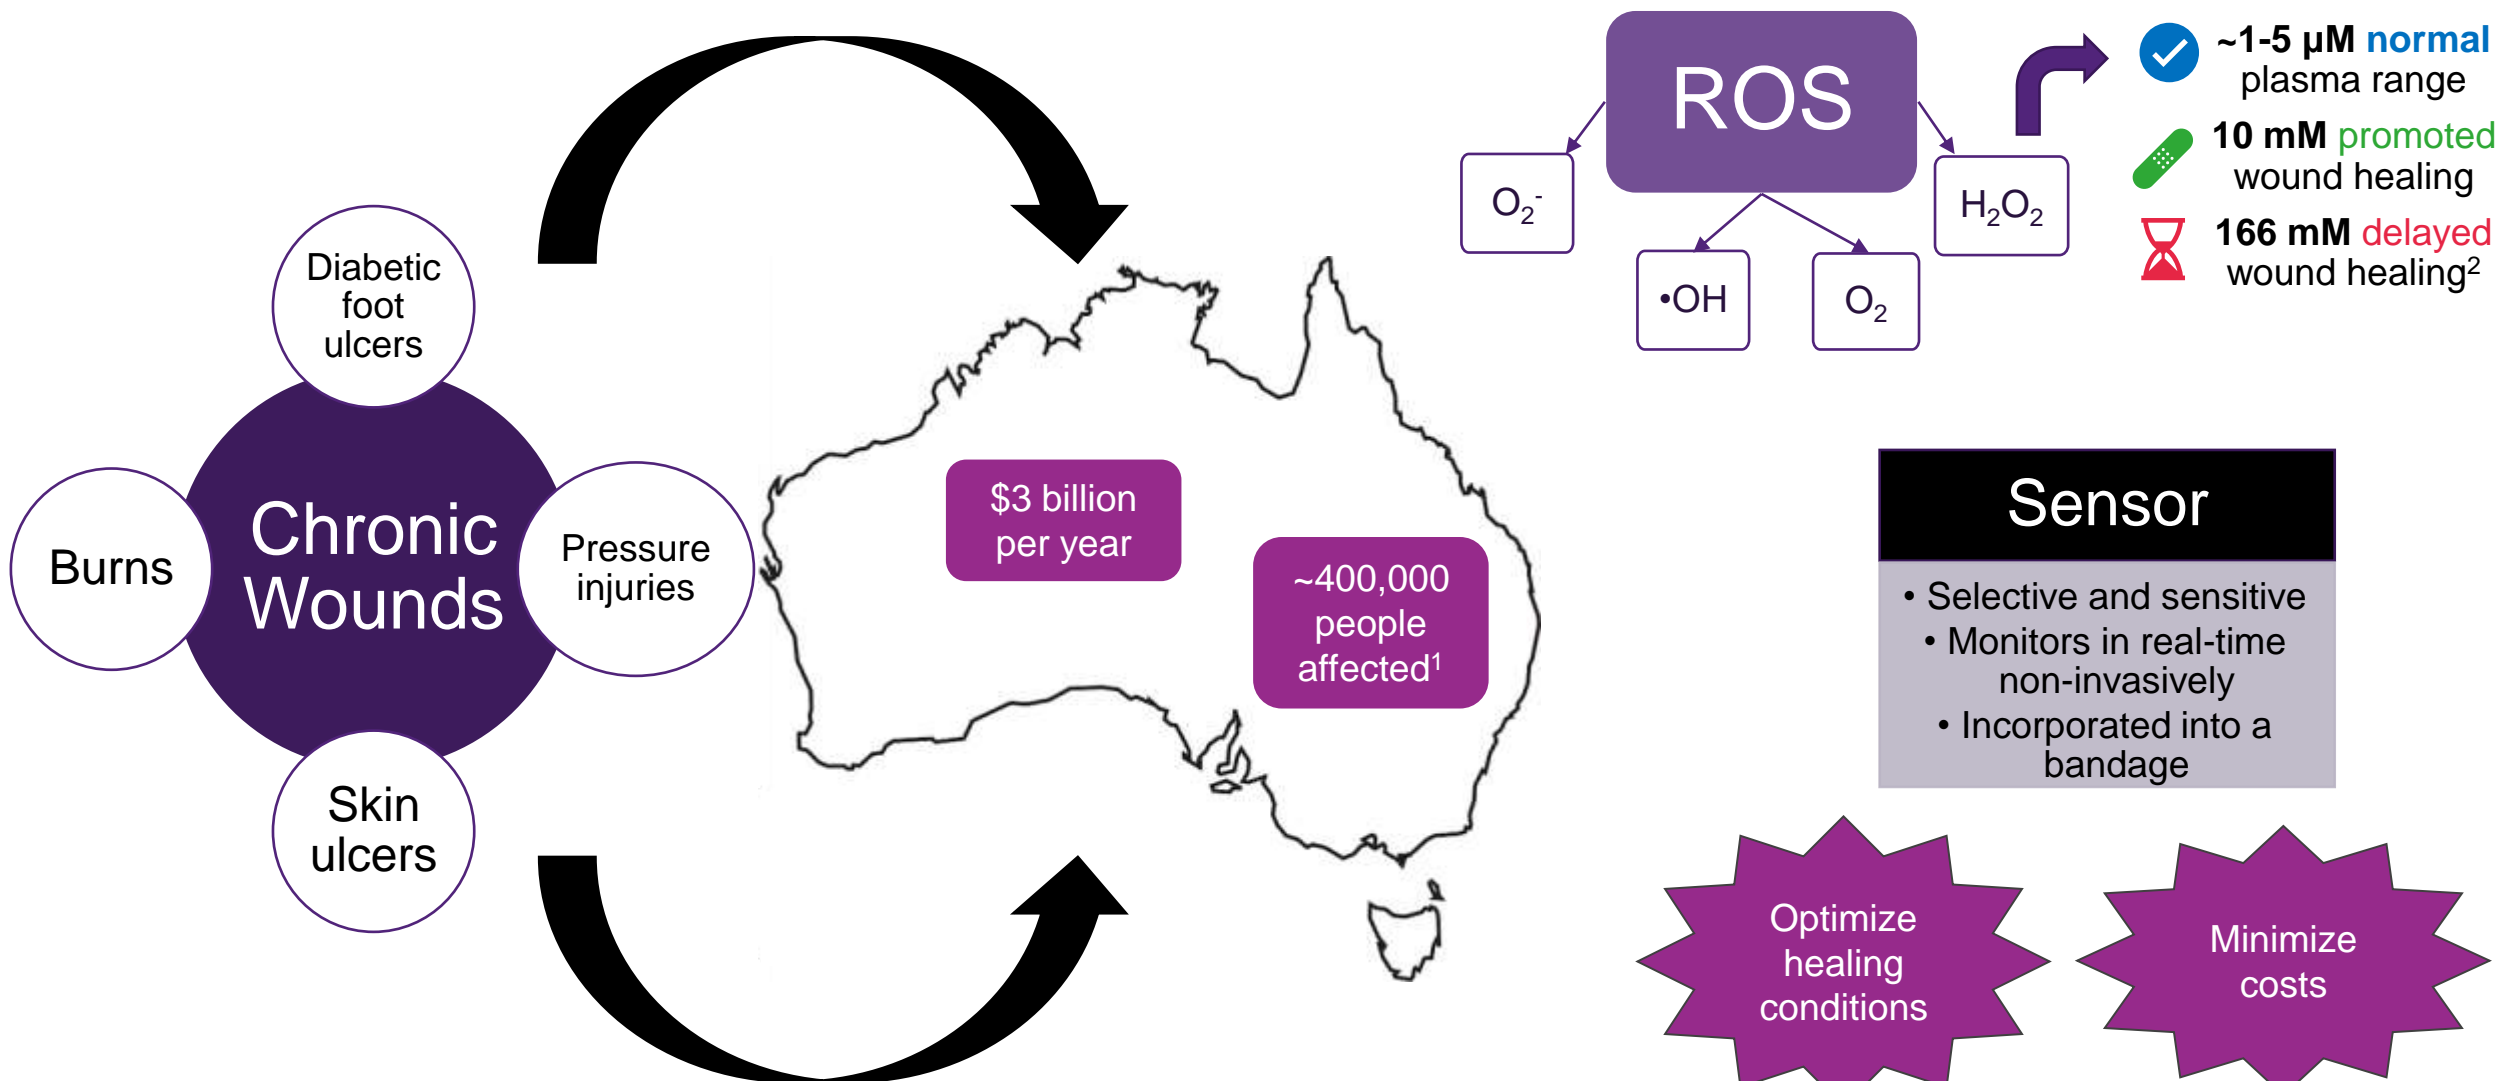 Diabetic
foot
ulcers
Burns
Chronic
Wounds
Pressure
injuries
Skin
ulcers
$3 billion
per year
~400,000
people
affected¹
ROS
O₂⁻
•OH
O₂
H₂O₂
~1-5 µM normal
plasma range
10 mM promoted
wound healing
166 mM delayed
wound healing²
Sensor
• Selective and sensitive
• Monitors in real-time
non-invasively
• Incorporated into a
bandage
Optimize
healing
conditions
Minimize
costs